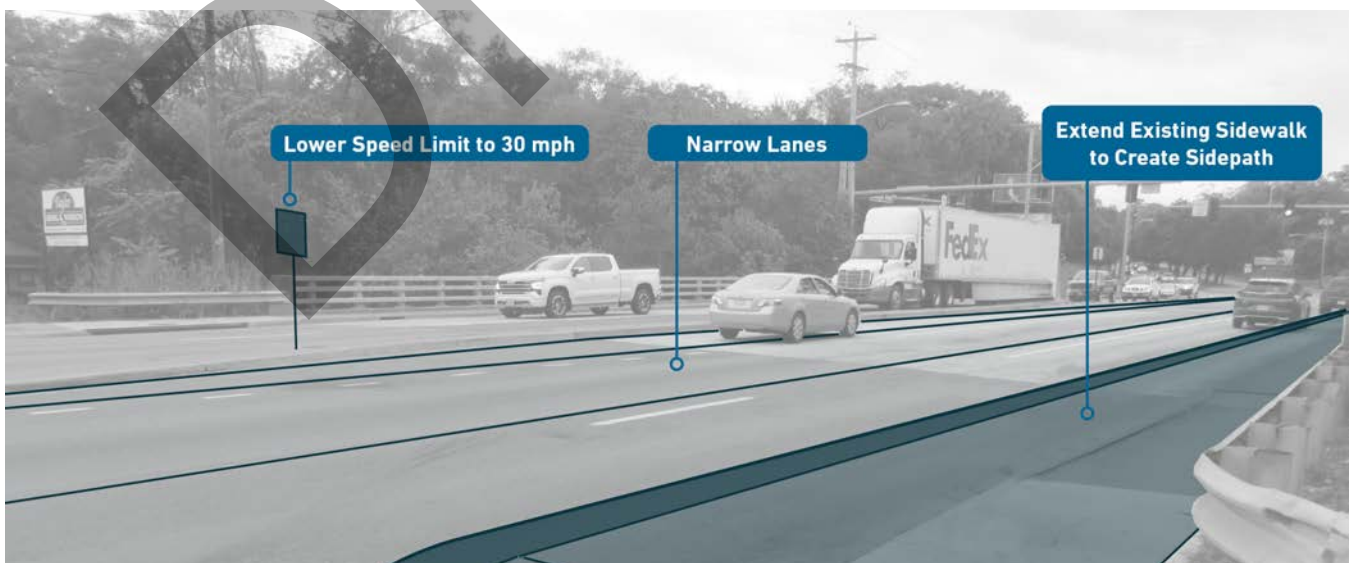 Lower Speed Limit to 30 mph
Narrow Lanes
Extend Existing Sidewalk
to Create Sidepath
FedEx